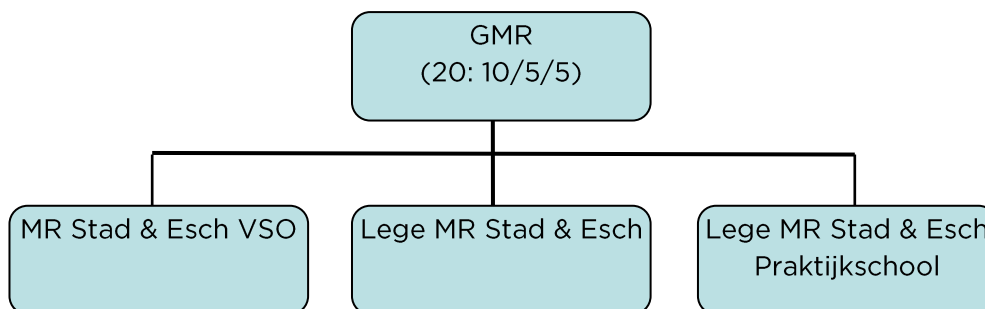 GMR
(20: 10/5/5)
MR Stad & Esch VSO
Lege MR Stad & Esch
Lege MR Stad & Esch
Praktijkschool